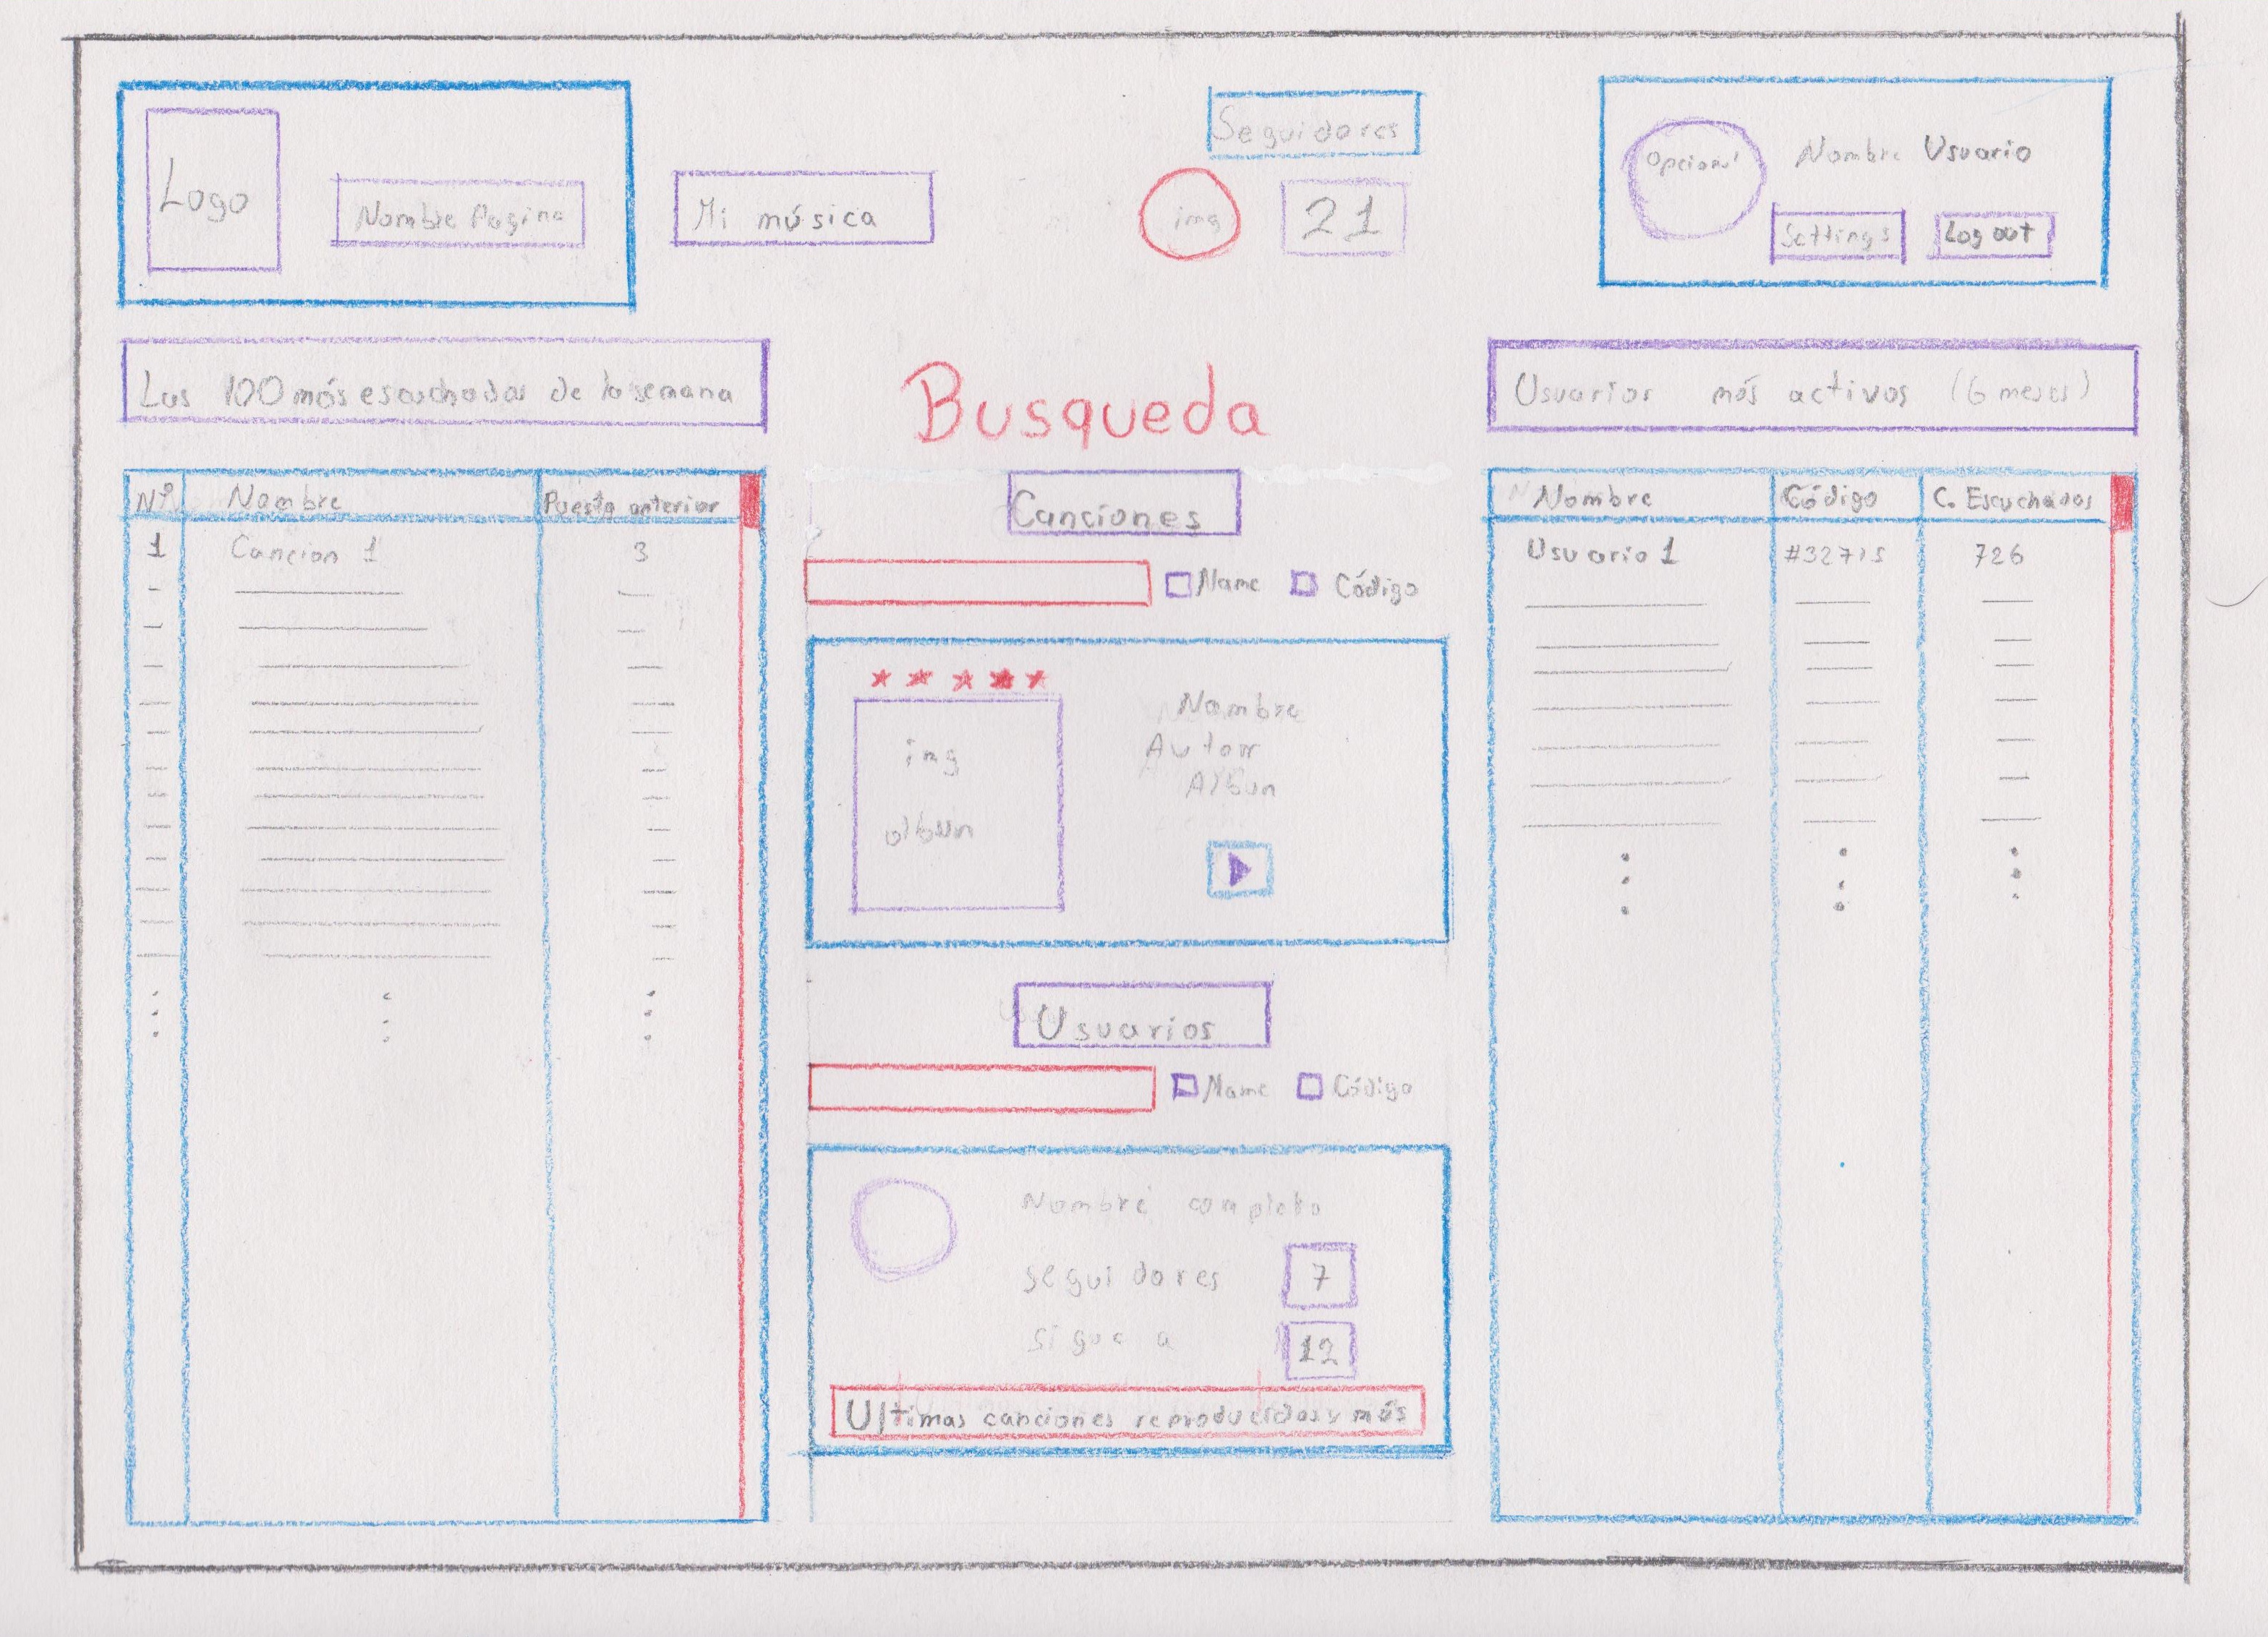 Seguidores
Logo
Nombre Pagina
Mi música
img
21
Opcional
Nombre Usuario
Settings
Log out
Las 100 más escuchadas de la semana
Busqueda
Usuarios más activos (6 meses)
Nº Nombre Puesto anterior
1 Cancion 1 3
Canciones
Name Código
img
album
Nombre
Autor
Albun
Usuarios
Name Código
Nombre completo
seguidores 7
sigue a 12
Ultimas canciones reproducidas y más
Nombre Código C. Escuchadas
Usuario 1 #32715 726